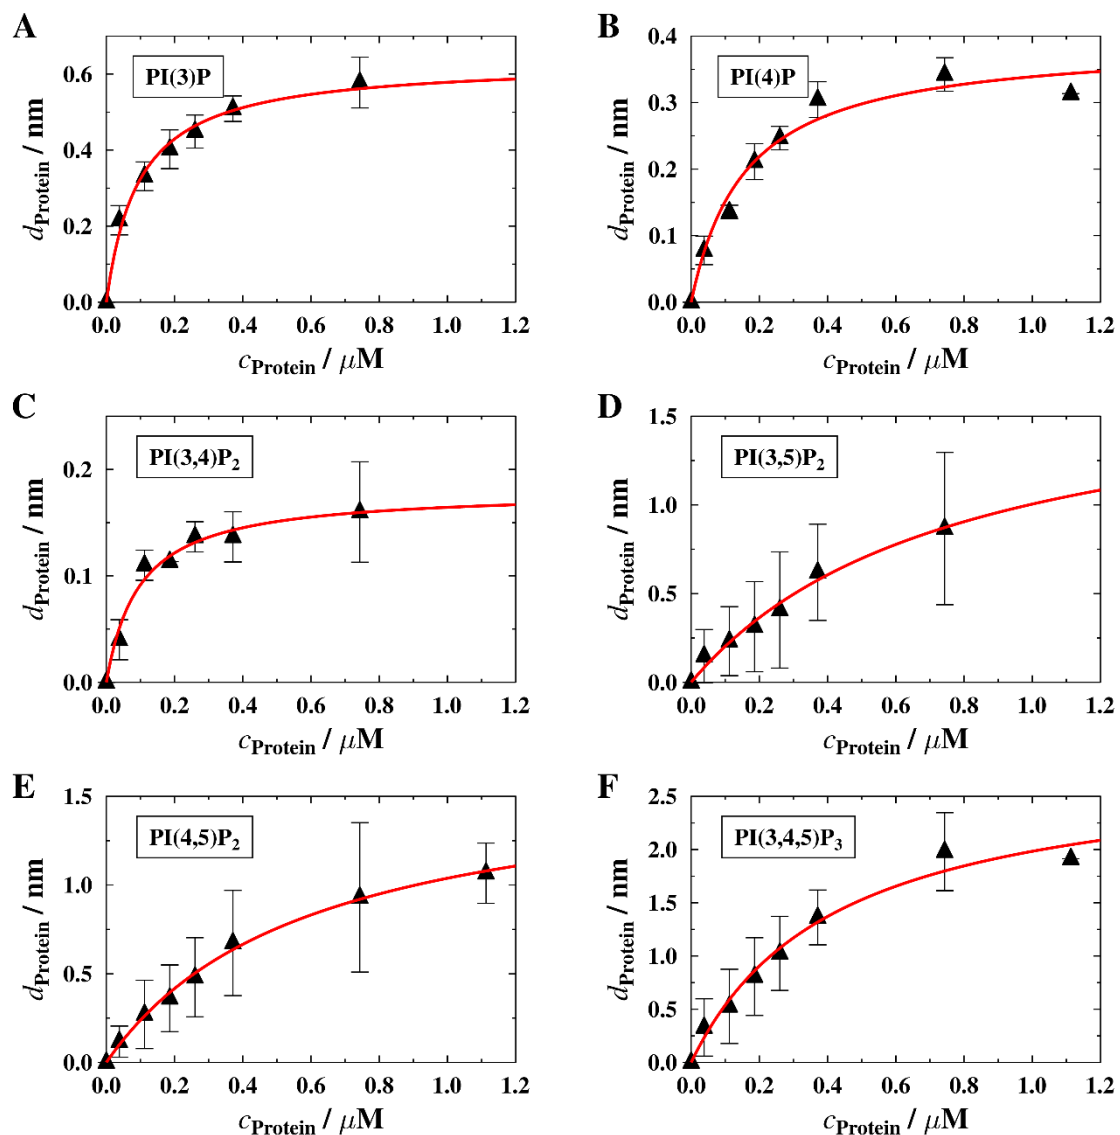 A
PI(3)P
0.6
0.4
0.2
0.0
0.0 0.2 0.4 0.6 0.8 1.0 1.2
dProtein / nm
cProtein / μM
B
PI(4)P
0.4
0.3
0.2
0.1
0.0
0.0 0.2 0.4 0.6 0.8 1.0 1.2
dProtein / nm
cProtein / μM
C
PI(3,4)P2
0.2
0.1
0.0
0.0 0.2 0.4 0.6 0.8 1.0 1.2
dProtein / nm
cProtein / μM
D
PI(3,5)P2
1.5
1.0
0.5
0.0
0.0 0.2 0.4 0.6 0.8 1.0 1.2
dProtein / nm
cProtein / μM
E
PI(4,5)P2
1.5
1.0
0.5
0.0
0.0 0.2 0.4 0.6 0.8 1.0 1.2
dProtein / nm
cProtein / μM
F
PI(3,4,5)P3
2.5
2.0
1.5
1.0
0.5
0.0
0.0 0.2 0.4 0.6 0.8 1.0 1.2
dProtein / nm
cProtein / μM